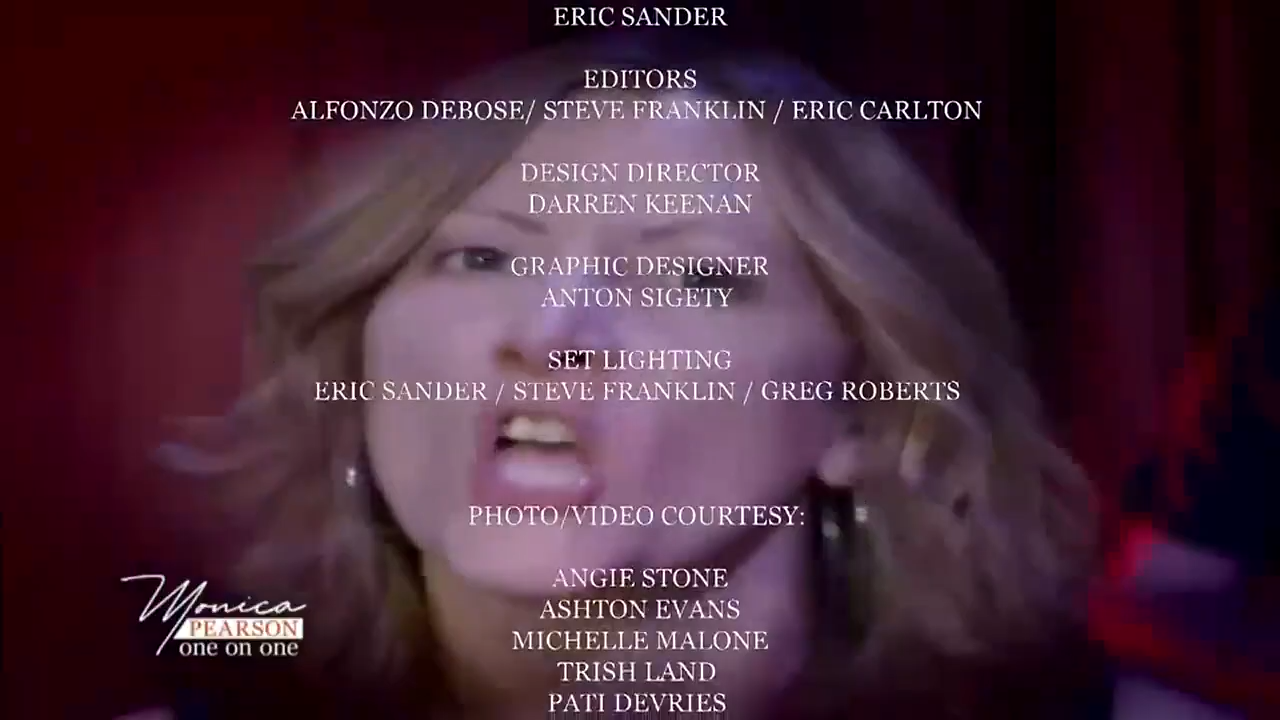 ERIC SANDER
EDITORS
ALFONZO DEBOSE/ STEVE FRANKLIN / ERIC CARLTON
DESIGN DIRECTOR
DARREN KEENAN
GRAPHIC DESIGNER
ANTON SIGETY
SET LIGHTING
ERIC SANDER / STEVE FRANKLIN / GREG ROBERTS
PHOTO/VIDEO COURTESY:
ANGIE STONE
ASHTON EVANS
MICHELLE MALONE
TRISH LAND
PATI DEVRIES
Monica
PEARSON
one on one